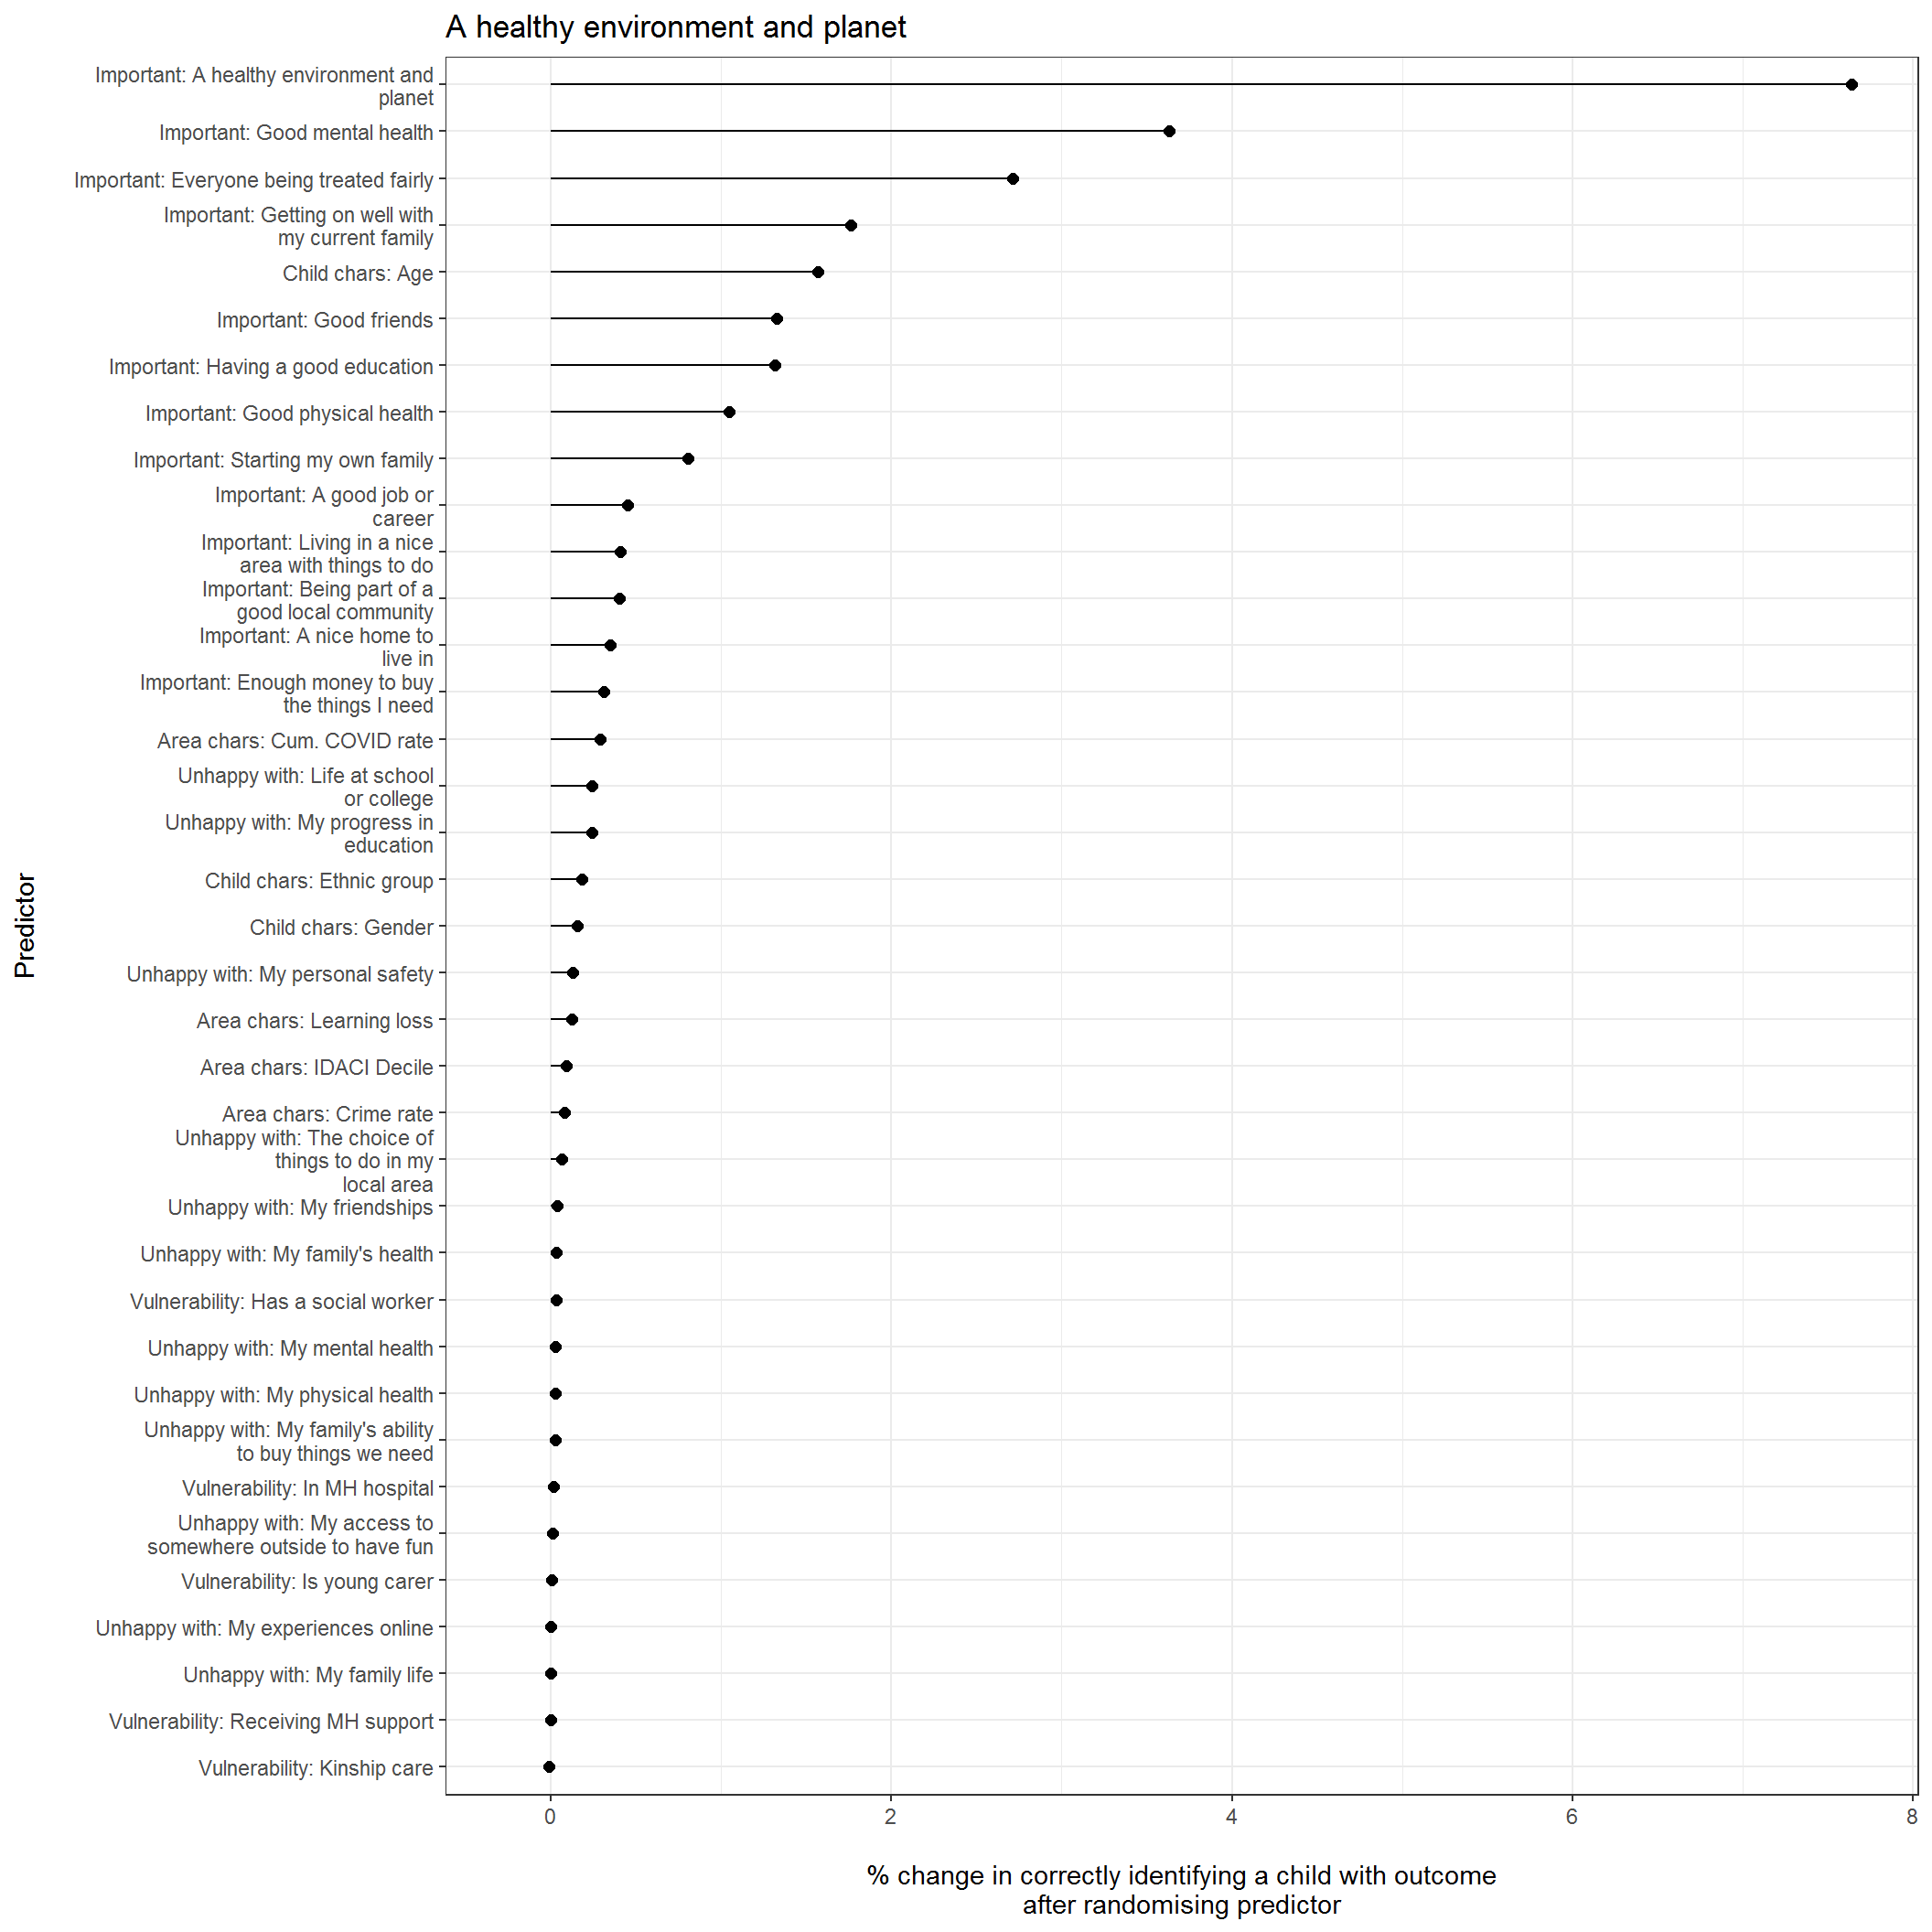 A healthy environment and planet
Important: A healthy environment and
planet
Important: Good mental health
Important: Everyone being treated fairly
Important: Getting on well with
my current family
Child chars: Age
Important: Good friends
Important: Having a good education
Important: Good physical health
Important: Starting my own family
Important: A good job or
career
Important: Living in a nice
area with things to do
Important: Being part of a
good local community
Important: A nice home to
live in
Important: Enough money to buy
the things I need
Area chars: Cum. COVID rate
Unhappy with: Life at school
or college
Unhappy with: My progress in
education
Child chars: Ethnic group
Child chars: Gender
Unhappy with: My personal safety
Area chars: Learning loss
Area chars: IDACI Decile
Area chars: Crime rate
Unhappy with: The choice of
things to do in my
local area
Unhappy with: My friendships
Unhappy with: My family's health
Vulnerability: Has a social worker
Unhappy with: My mental health
Unhappy with: My physical health
Unhappy with: My family's ability
to buy things we need
Vulnerability: In MH hospital
Unhappy with: My access to
somewhere outside to have fun
Vulnerability: Is young carer
Unhappy with: My experiences online
Unhappy with: My family life
Vulnerability: Receiving MH support
Vulnerability: Kinship care
Predictor
0 2 4 6 8
% change in correctly identifying a child with outcome
after randomising predictor